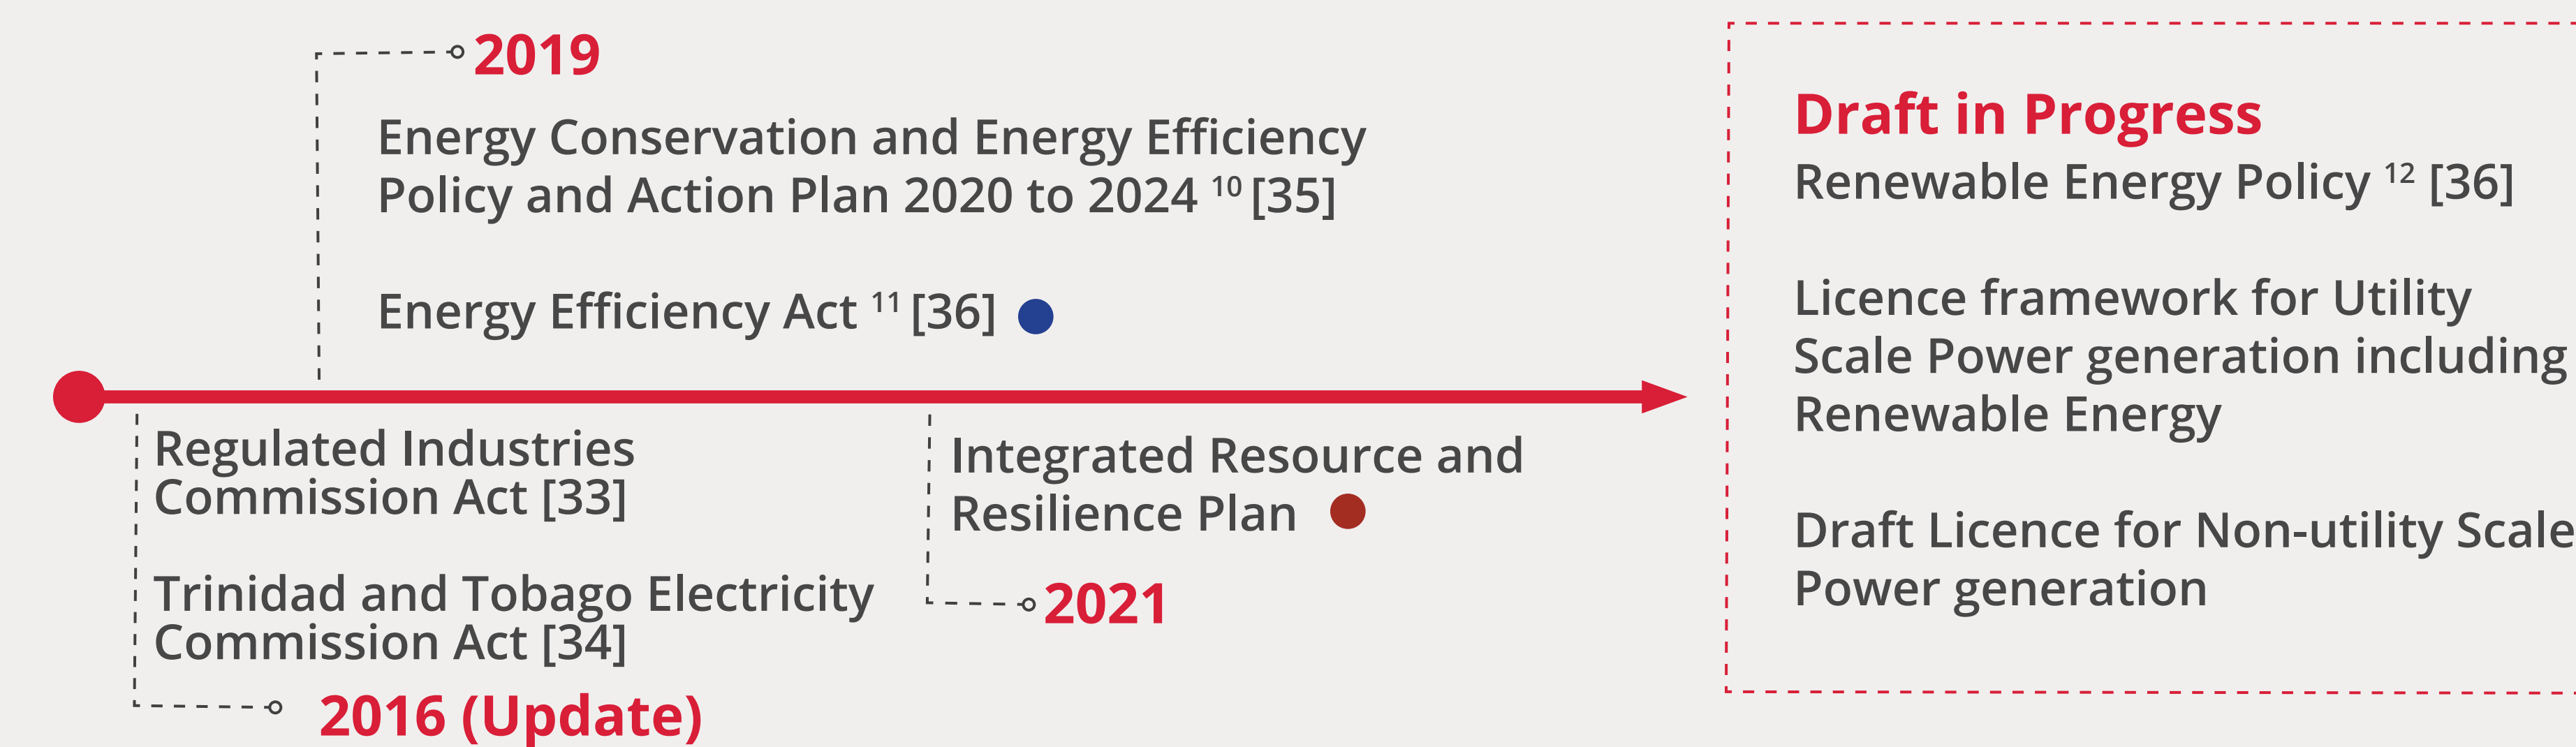 2019
Energy Conservation and Energy Efficiency
Policy and Action Plan 2020 to 2024 ¹⁰ [35]
Energy Efficiency Act ¹¹ [36]
Regulated Industries
Commission Act [33]
Trinidad and Tobago Electricity
Commission Act [34]
2016 (Update)
Integrated Resource and
Resilience Plan
2021
Draft in Progress
Renewable Energy Policy ¹² [36]
Licence framework for Utility
Scale Power generation including
Renewable Energy
Draft Licence for Non-utility Scale
Power generation